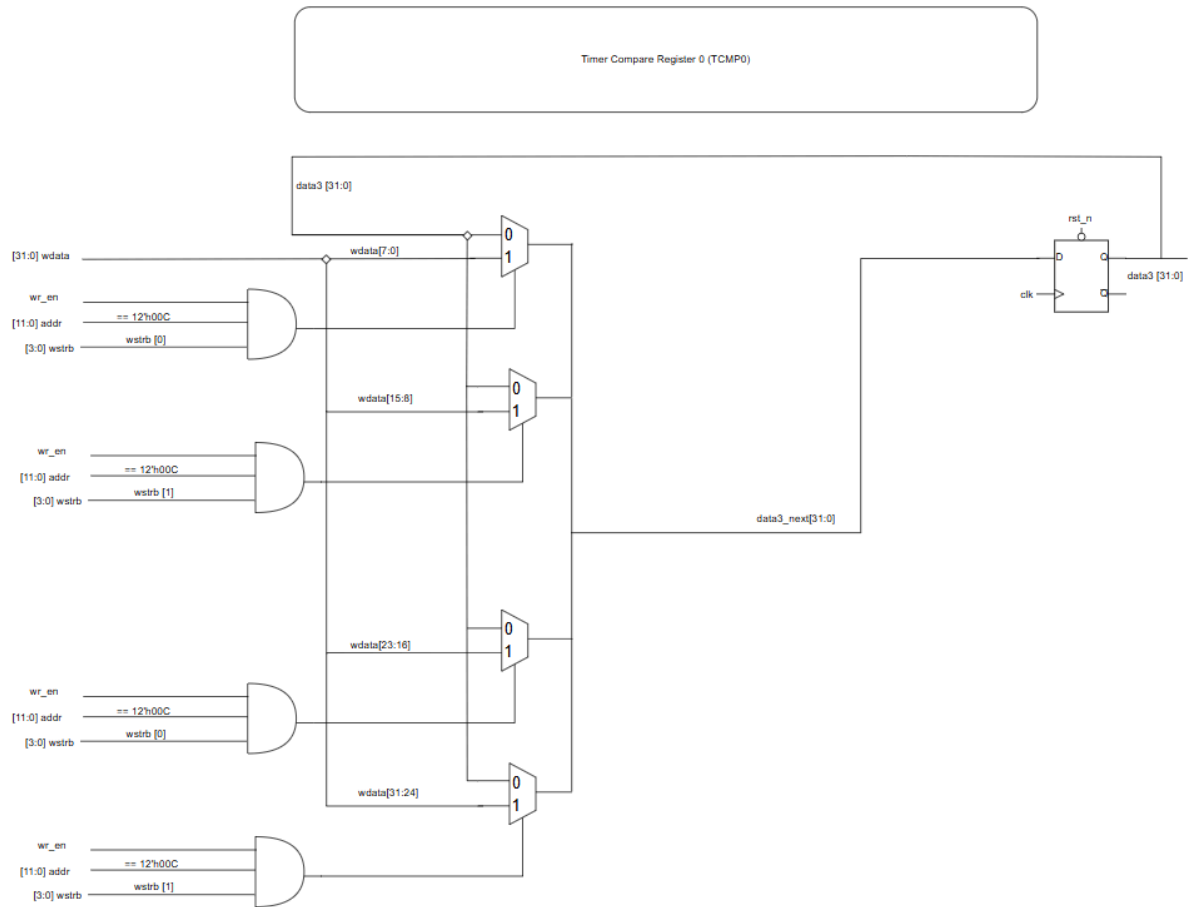 Timer Compare Register 0 (TCMP0)
data3 [31:0]
rst_n
0
1
wdata[7:0]
[31:0] wdata
D
Q
data3 [31:0]
clk
Q
wr_en
[11:0] addr
== 12'h00C
[3:0] wstrb
wstrb [0]
0
1
wdata[15:8]
wr_en
[11:0] addr
== 12'h00C
[3:0] wstrb
wstrb [1]
data3_next[31:0]
0
1
wdata[23:16]
wr_en
[11:0] addr
== 12'h00C
[3:0] wstrb
wstrb [0]
0
1
wdata[31:24]
wr_en
[11:0] addr
== 12'h00C
[3:0] wstrb
wstrb [1]